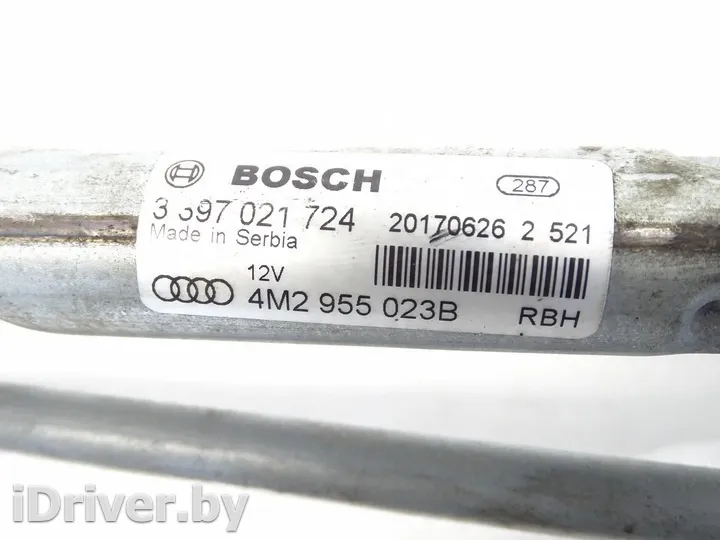 BOSCH 287
3 397 021 724 20170626 2 521
Made in Serbia
12V
4M2 955 023B RBH
iDriver.by